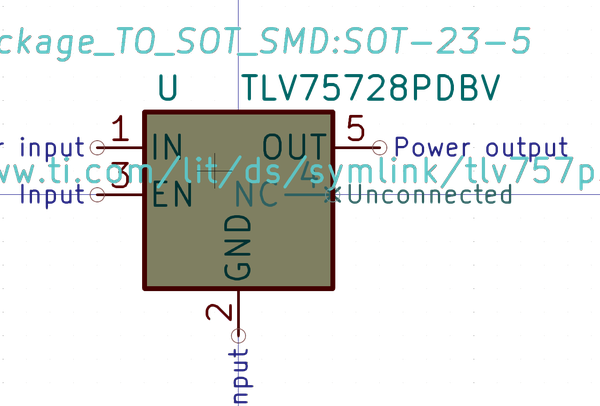 ckage_TO_SOT_SMD:SOT-23-5
U TLV75728PDBV
r input 1 IN OUT 5 Power output
ww.ti.com/lit/ds/symlink/tlv757p
Input 3 EN NC 4 Unconnected
GND
2
nput